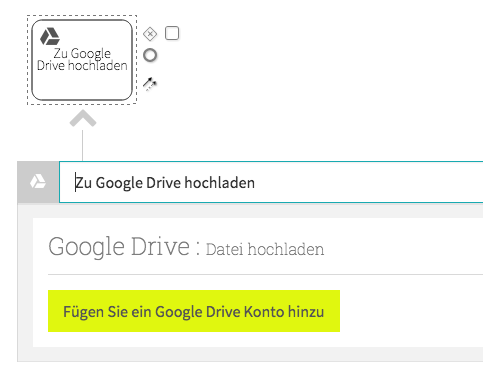 Zu Google
Drive hochladen
Zu Google Drive hochladen
Google Drive : Datei hochladen
Fügen Sie ein Google Drive Konto hinzu